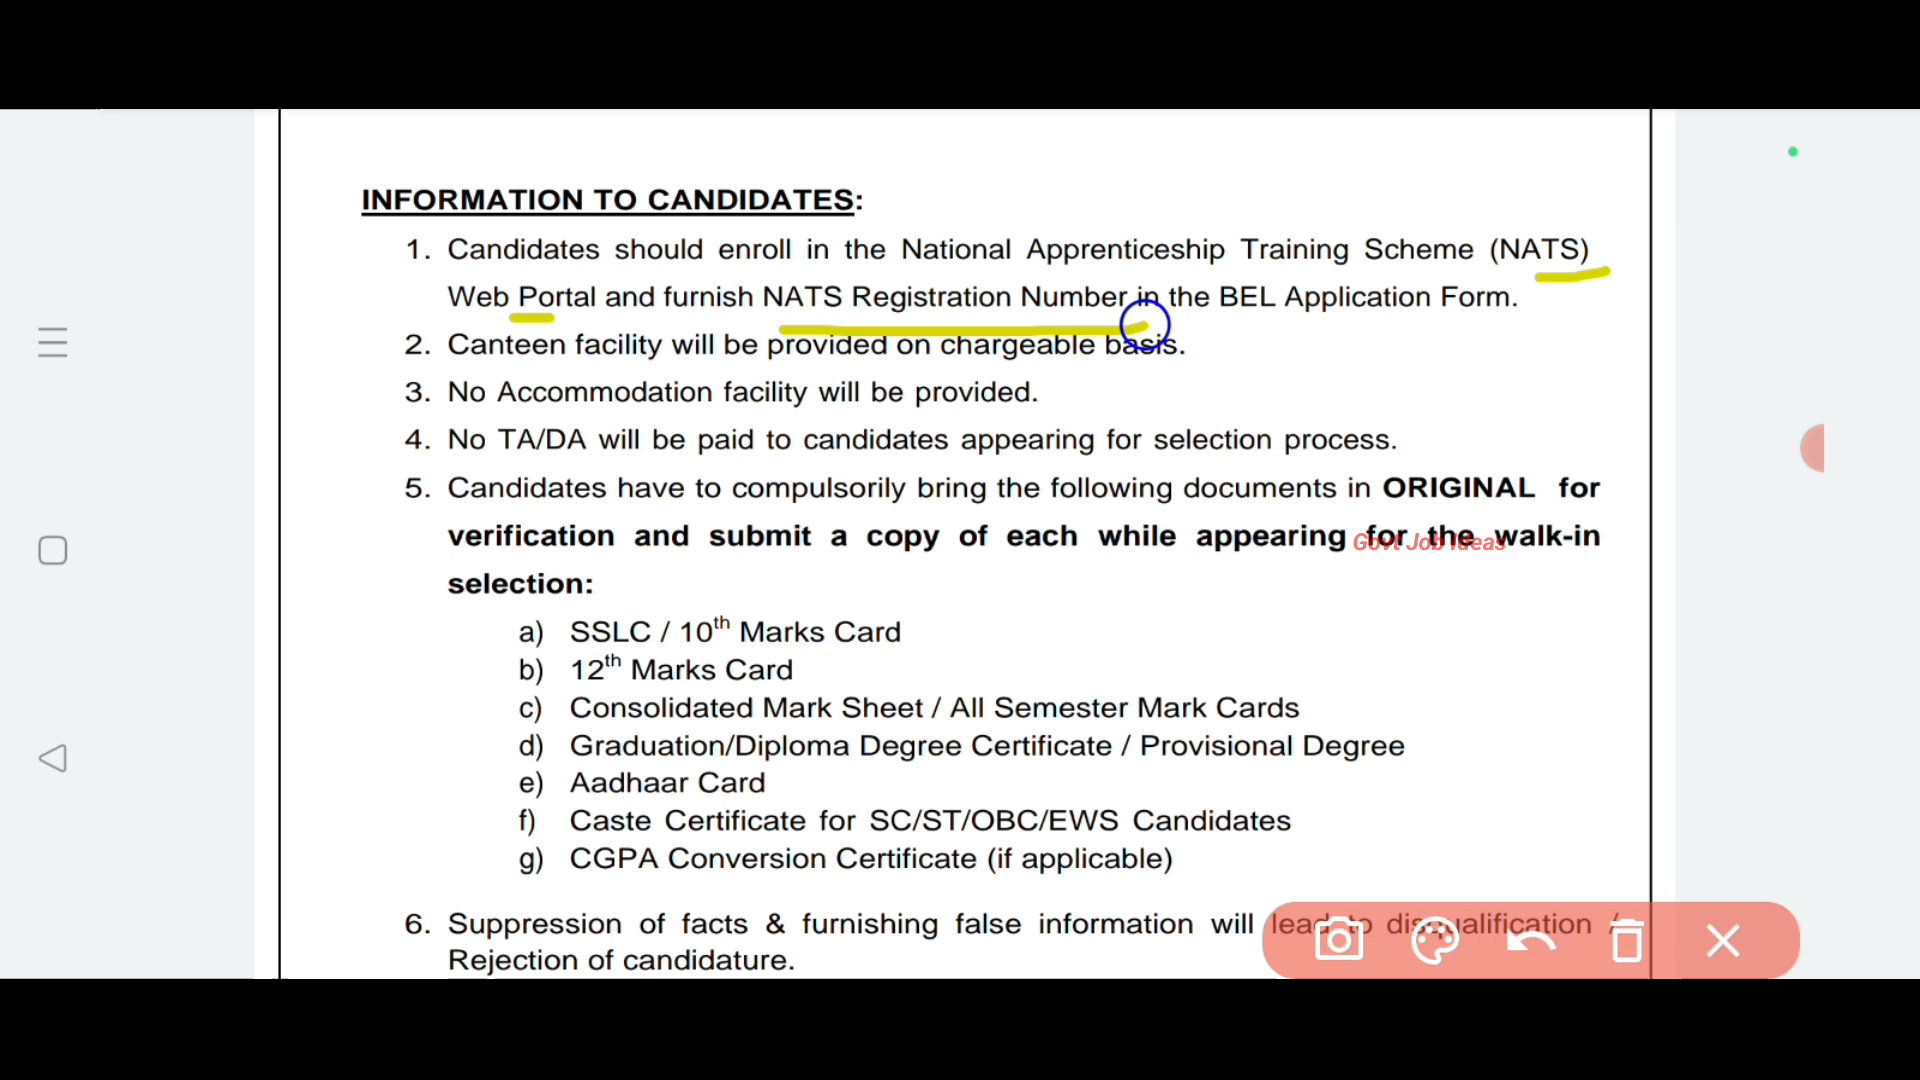 INFORMATION TO CANDIDATES:
1. Candidates should enroll in the National Apprenticeship Training Scheme (NATS)
Web Portal and furnish NATS Registration Number in the BEL Application Form.
2. Canteen facility will be provided on chargeable basis.
3. No Accommodation facility will be provided.
4. No TA/DA will be paid to candidates appearing for selection process.
5. Candidates have to compulsorily bring the following documents in ORIGINAL for
verification and submit a copy of each while appearing for the walk-in
Govt Job Ideas
selection:
a) SSLC / 10th Marks Card
b) 12th Marks Card
c) Consolidated Mark Sheet / All Semester Mark Cards
d) Graduation/Diploma Degree Certificate / Provisional Degree
e) Aadhaar Card
f) Caste Certificate for SC/ST/OBC/EWS Candidates
g) CGPA Conversion Certificate (if applicable)
6. Suppression of facts & furnishing false information will lead to disqualification /
Rejection of candidature.